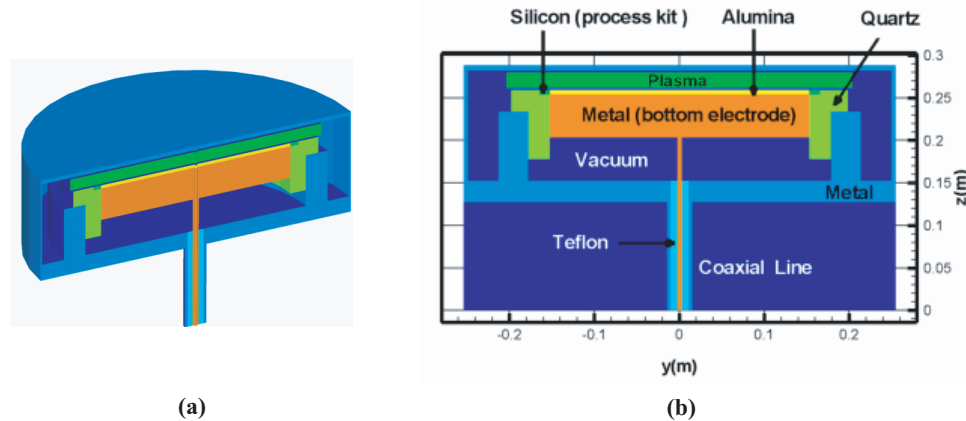 Silicon (process kit )
Alumina
Quartz
Plasma
Metal (bottom electrode)
Vacuum
Metal
Teflon
Coaxial Line
0.3
0.25
0.2
0.15
0.1
0.05
0
z(m)
-0.2
-0.1
0
0.1
0.2
y(m)
(a)
(b)